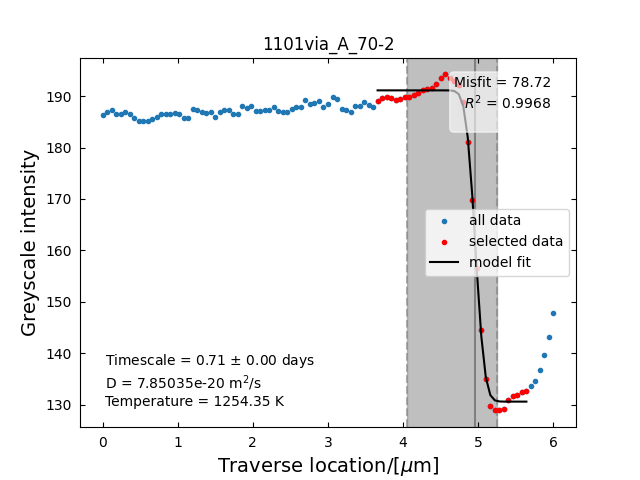 1101via_A_70-2
Misfit = 78.72
R² = 0.9968
all data
selected data
model fit
Timescale = 0.71 ± 0.00 days
D = 7.85035e-20 m²/s
Temperature = 1254.35 K
Greyscale intensity
190
180
170
160
150
140
130
0 1 2 3 4 5 6
Traverse location/[μm]